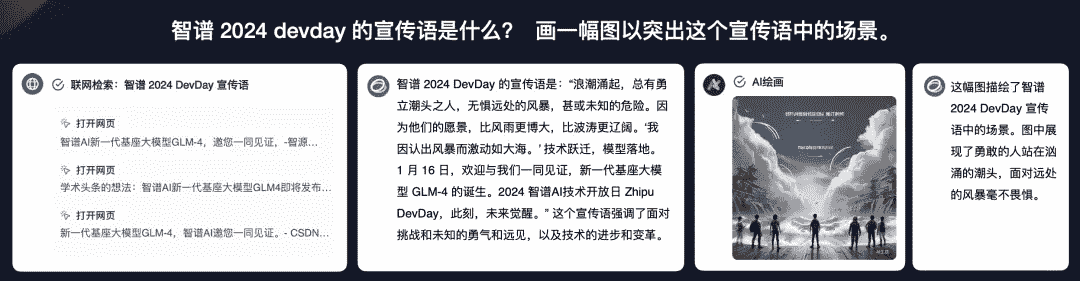 智谱 2024 devday 的宣传语是什么？ 画一幅图以突出这个宣传语中的场景。
联网检索：智谱 2024 DevDay 宣传语
打开网页
智谱AI新一代基座大模型GLM-4，邀您一同见证，-智源...
打开网页
学术头条的想法：智谱AI新一代基座大模型GLM4即将发布...
打开网页
新一代基座大模型GLM-4，智谱AI邀您一同见证。- CSDN...
智谱 2024 DevDay 的宣传语是：“浪潮涌起，总有勇
立潮头之人，无惧远处的风暴，甚或未知的危险。因
为他们的愿景，比风雨更博大，比波涛更辽阔。‘我
因认出风暴而激动如大海。’ 技术跃迁，模型落地。
1 月 16 日，欢迎与我们一同见证，新一代基座大模
型 GLM-4 的诞生。2024 智谱AI技术开放日 Zhipu
DevDay，此刻，未来觉醒。” 这个宣传语强调了面对
挑战和未知的勇气和远见，以及技术的进步和变革。
AI绘画
这幅图描绘了智谱
2024 DevDay 宣传
语中的场景。图中展
现了勇敢的人站在汹
涌的潮头，面对远处
的风暴毫不畏惧。